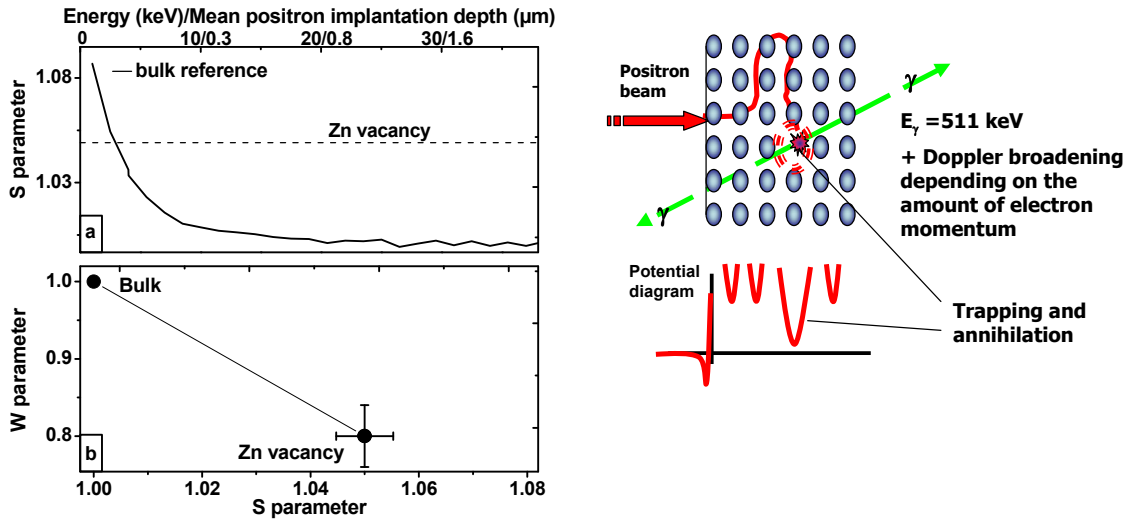 Energy (keV)/Mean positron implantation depth (µm)
0 10/0.3 20/0.8 30/1.6
1.08
1.03
S parameter
bulk reference
Zn vacancy
a
1.0
0.9
0.8
W parameter
Bulk
Zn vacancy
b
1.00 1.02 1.04 1.06 1.08
S parameter
Positron
beam
γ
γ
Eγ =511 keV
+ Doppler broadening
depending on the
amount of electron
momentum
Potential
diagram
Trapping and
annihilation